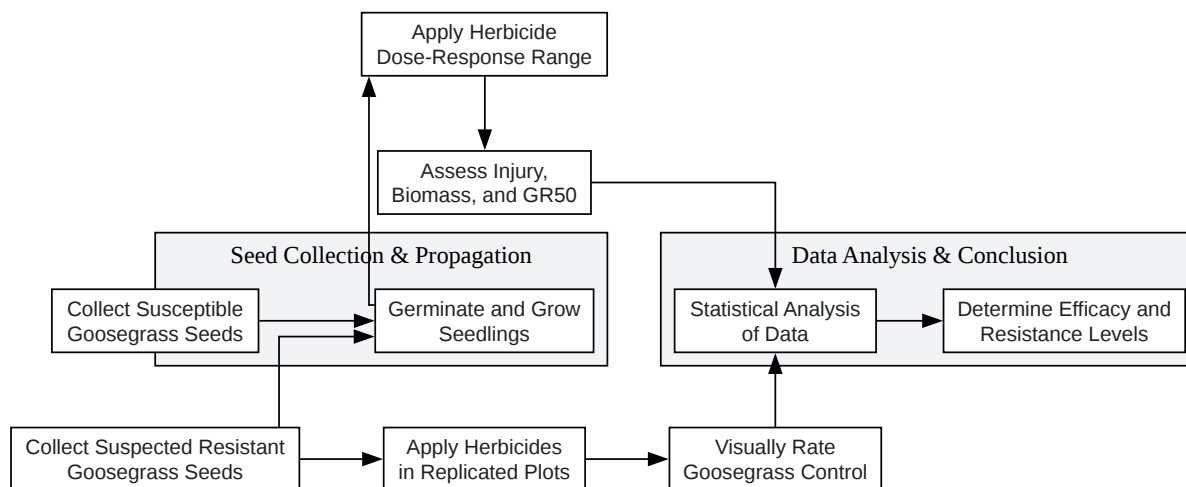 Apply Herbicide
Dose-Response Range
Assess Injury,
Biomass, and GR50
Seed Collection & Propagation
Collect Susceptible
Goosegrass Seeds
Germinate and Grow
Seedlings
Data Analysis & Conclusion
Statistical Analysis
of Data
Determine Efficacy and
Resistance Levels
Collect Suspected Resistant
Goosegrass Seeds
Apply Herbicides
in Replicated Plots
Visually Rate
Goosegrass Control